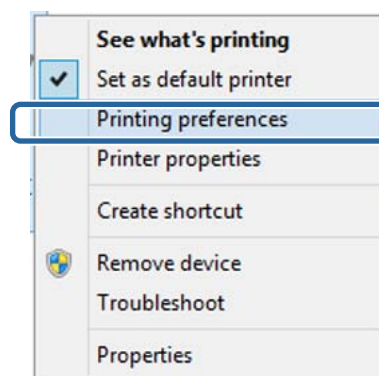 See what's printing
Set as default printer
Printing preferences
Printer properties
Create shortcut
Remove device
Troubleshoot
Properties